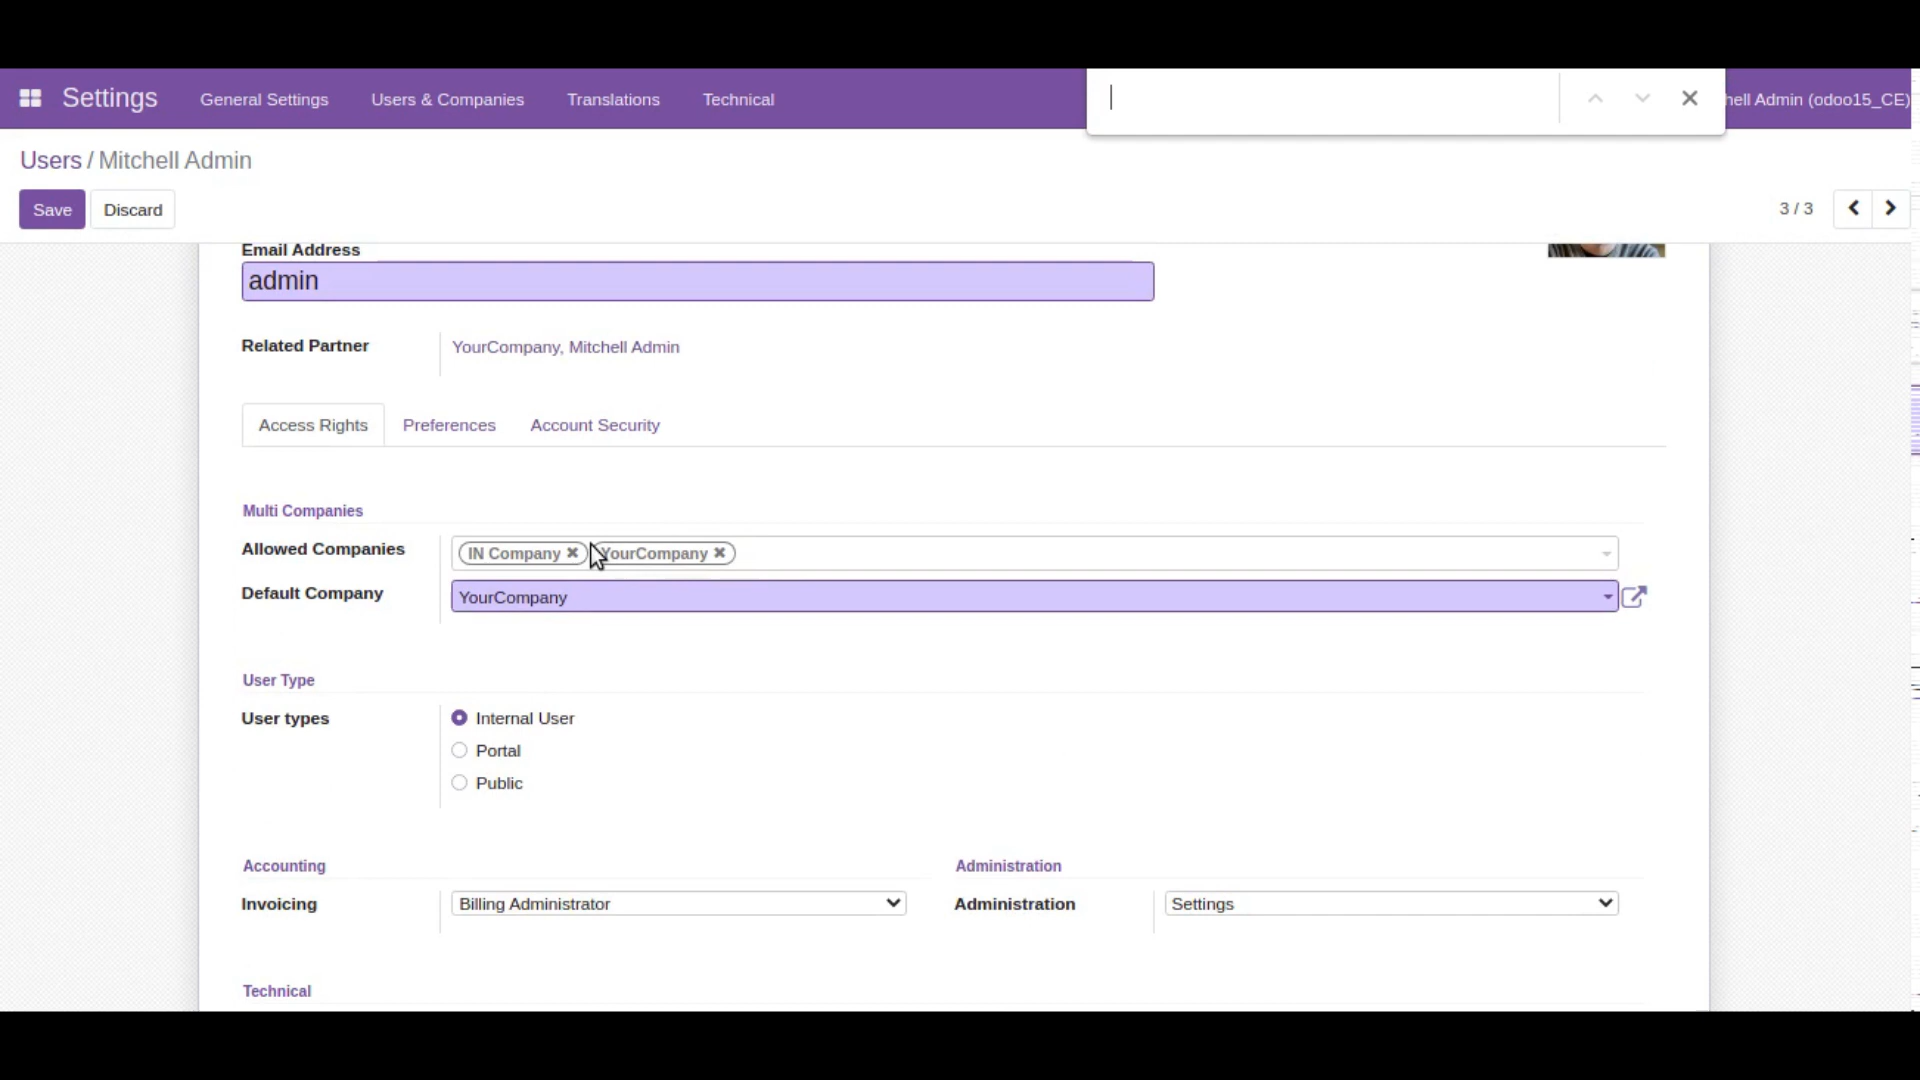 Settings General Settings Users & Companies Translations Technical hell Admin (odoo15_CE)
Users / Mitchell Admin
Save Discard 3 / 3
Email Address
admin
Related Partner YourCompany, Mitchell Admin
Access Rights Preferences Account Security
Multi Companies
Allowed Companies IN Company YourCompany
Default Company YourCompany
User Type
User types Internal User
Portal
Public
Accounting Administration
Invoicing Billing Administrator Administration Settings
Technical